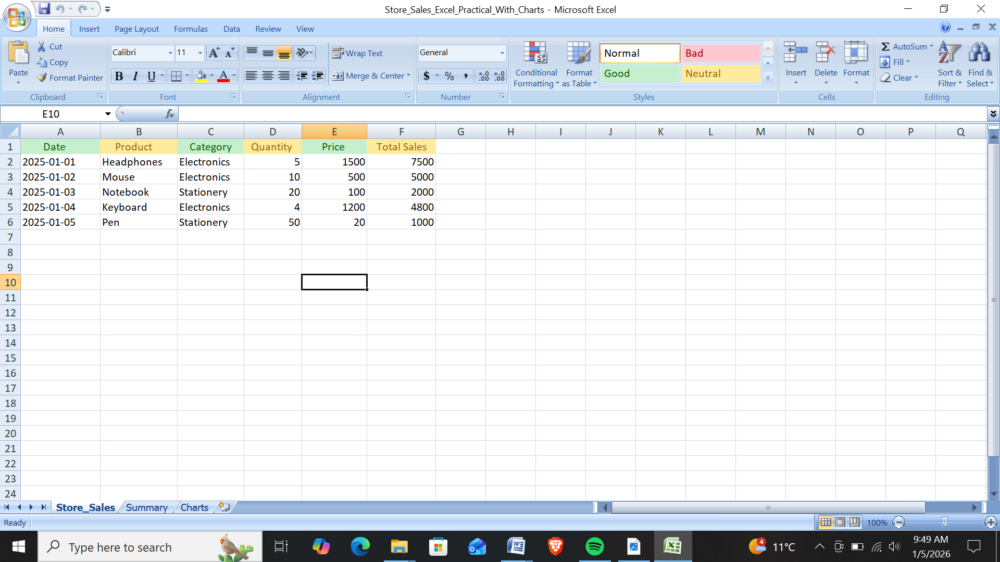 Store_Sales_Excel_Practical_With_Charts - Microsoft Excel
Home Insert Page Layout Formulas Data Review View
Paste
Cut
Copy
Format Painter
Clipboard
Calibri 11
B I U A
Font
Wrap Text
Merge & Center
Alignment
General
$ % ,
Number
Conditional Formatting
Format as Table
Normal Bad
Good Neutral
Styles
Insert Delete Format
Cells
Σ AutoSum
Fill
Clear
Sort & Filter
Find & Select
Editing
E10 fx
A B C D E F G H I J K L M N O P Q
1 Date Product Category Quantity Price Total Sales
2 2025-01-01 Headphones Electronics 5 1500 7500
3 2025-01-02 Mouse Electronics 10 500 5000
4 2025-01-03 Notebook Stationery 20 100 2000
5 2025-01-04 Keyboard Electronics 4 1200 4800
6 2025-01-05 Pen Stationery 50 20 1000
7
8
9
10
11
12
13
14
15
16
17
18
19
20
21
22
23
24
Store_Sales Summary Charts
Ready 100%
Type here to search
4 11°C
9:49 AM
1/5/2026